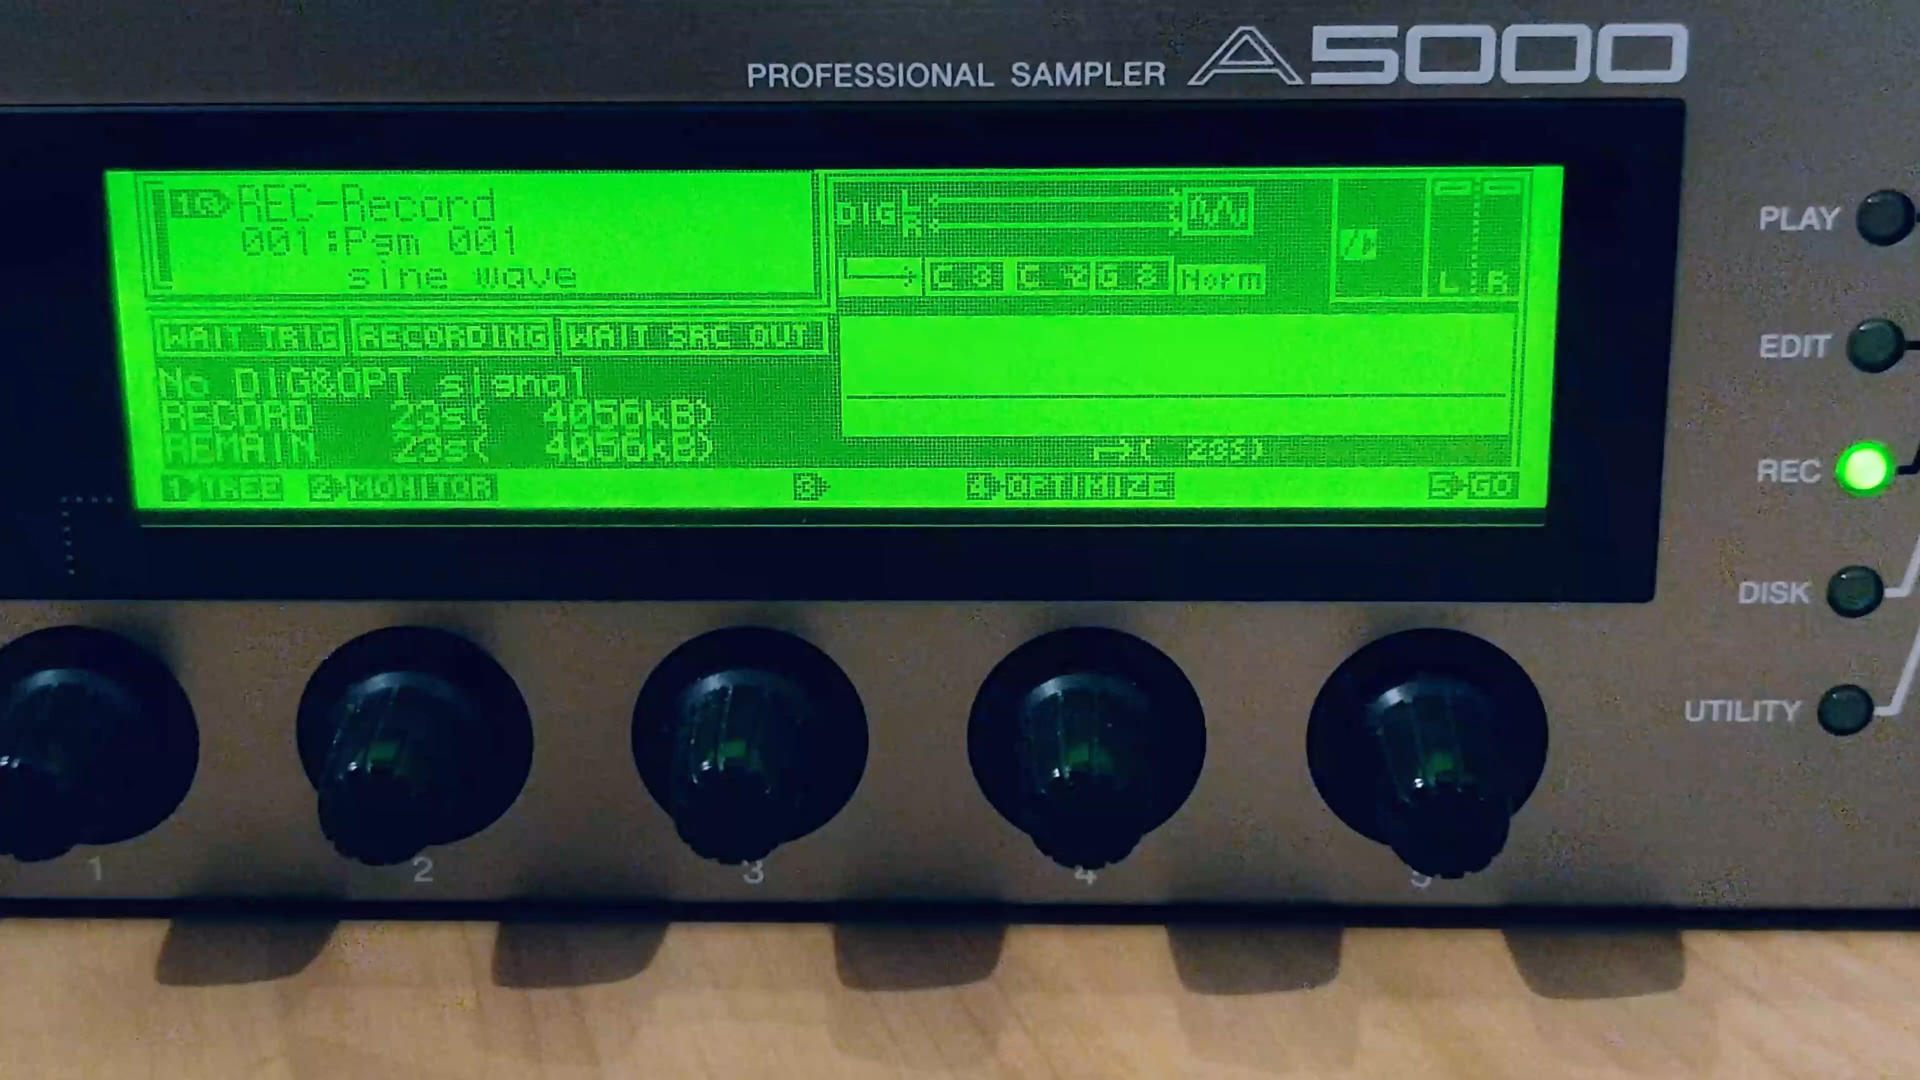 PROFESSIONAL SAMPLER A5000
REC-Record
001:Pgm 001
sine wave
DIG L R
Norm
L R
WAIT TRIG RECORDING WAIT SRC OUT
No DIG&OPT signal
RECORD 23s( 4056kB)
REMAIN 23s( 4056kB)
( 23s)
1 TREE 2 MONITOR 3 4 OPTIMIZE 5 GO
PLAY
EDIT
REC
DISK
UTILITY
1 2 3 4 5